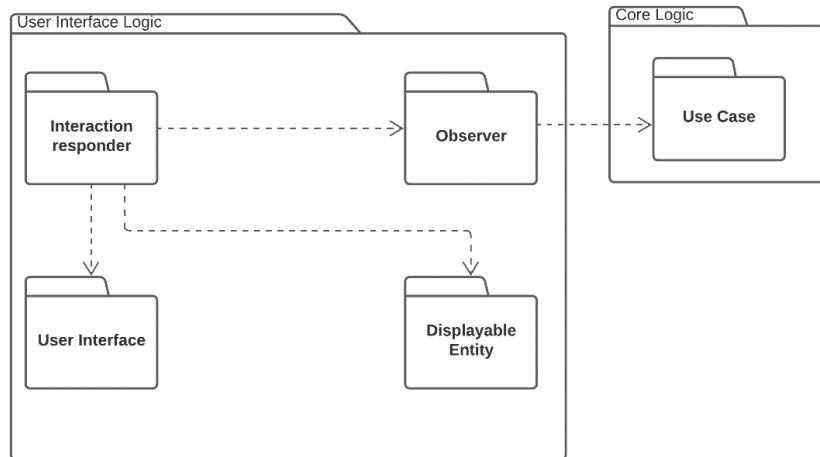 User Interface Logic
Core Logic
Interaction
responder
Observer
Use Case
User Interface
Displayable
Entity